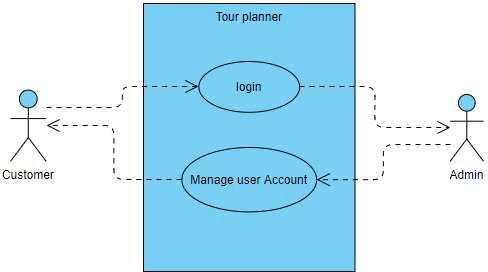 Tour planner
login
Customer
Manage user Account
Admin